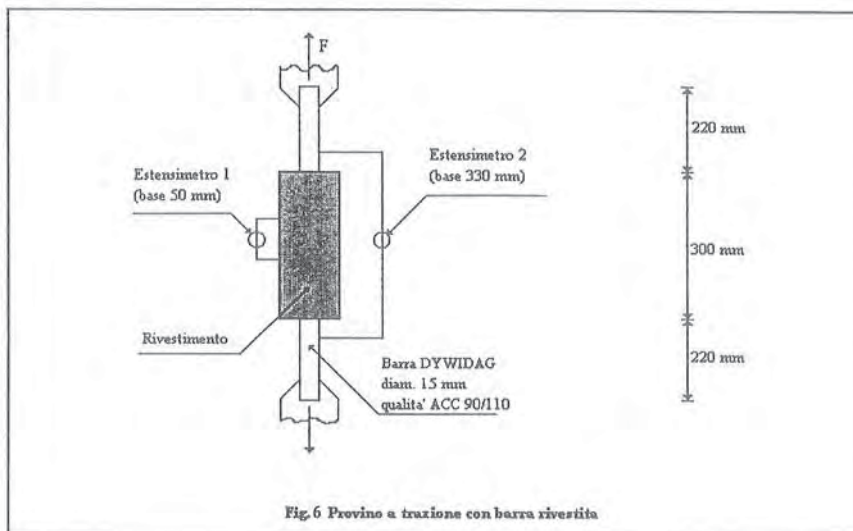 F
Estensimetro 1
(base 50 mm)
Estensimetro 2
(base 330 mm)
220 mm
300 mm
220 mm
Rivestimento
Barra DYWIDAG
diam. 15 mm
qualita' ACC 90/110
Fig. 6 Provino a trazione con barra rivestita